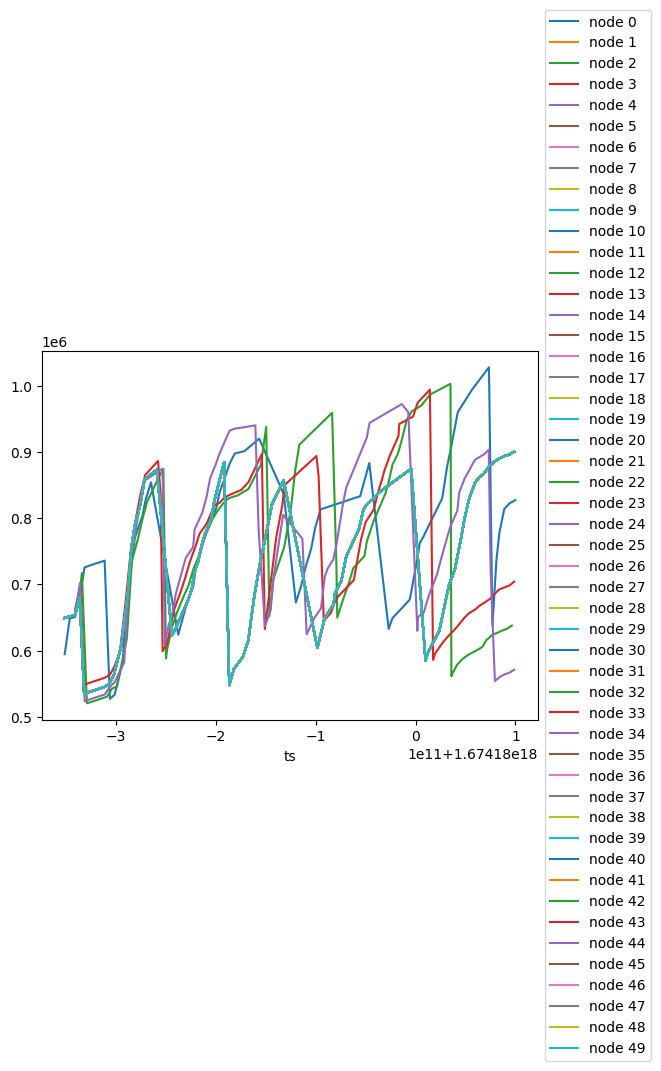 1e6
1.0
0.9
0.8
0.7
0.6
0.5
−3
−2
−1
0
1
ts
1e11+1.67418e18
node 0
node 1
node 2
node 3
node 4
node 5
node 6
node 7
node 8
node 9
node 10
node 11
node 12
node 13
node 14
node 15
node 16
node 17
node 18
node 19
node 20
node 21
node 22
node 23
node 24
node 25
node 26
node 27
node 28
node 29
node 30
node 31
node 32
node 33
node 34
node 35
node 36
node 37
node 38
node 39
node 40
node 41
node 42
node 43
node 44
node 45
node 46
node 47
node 48
node 49